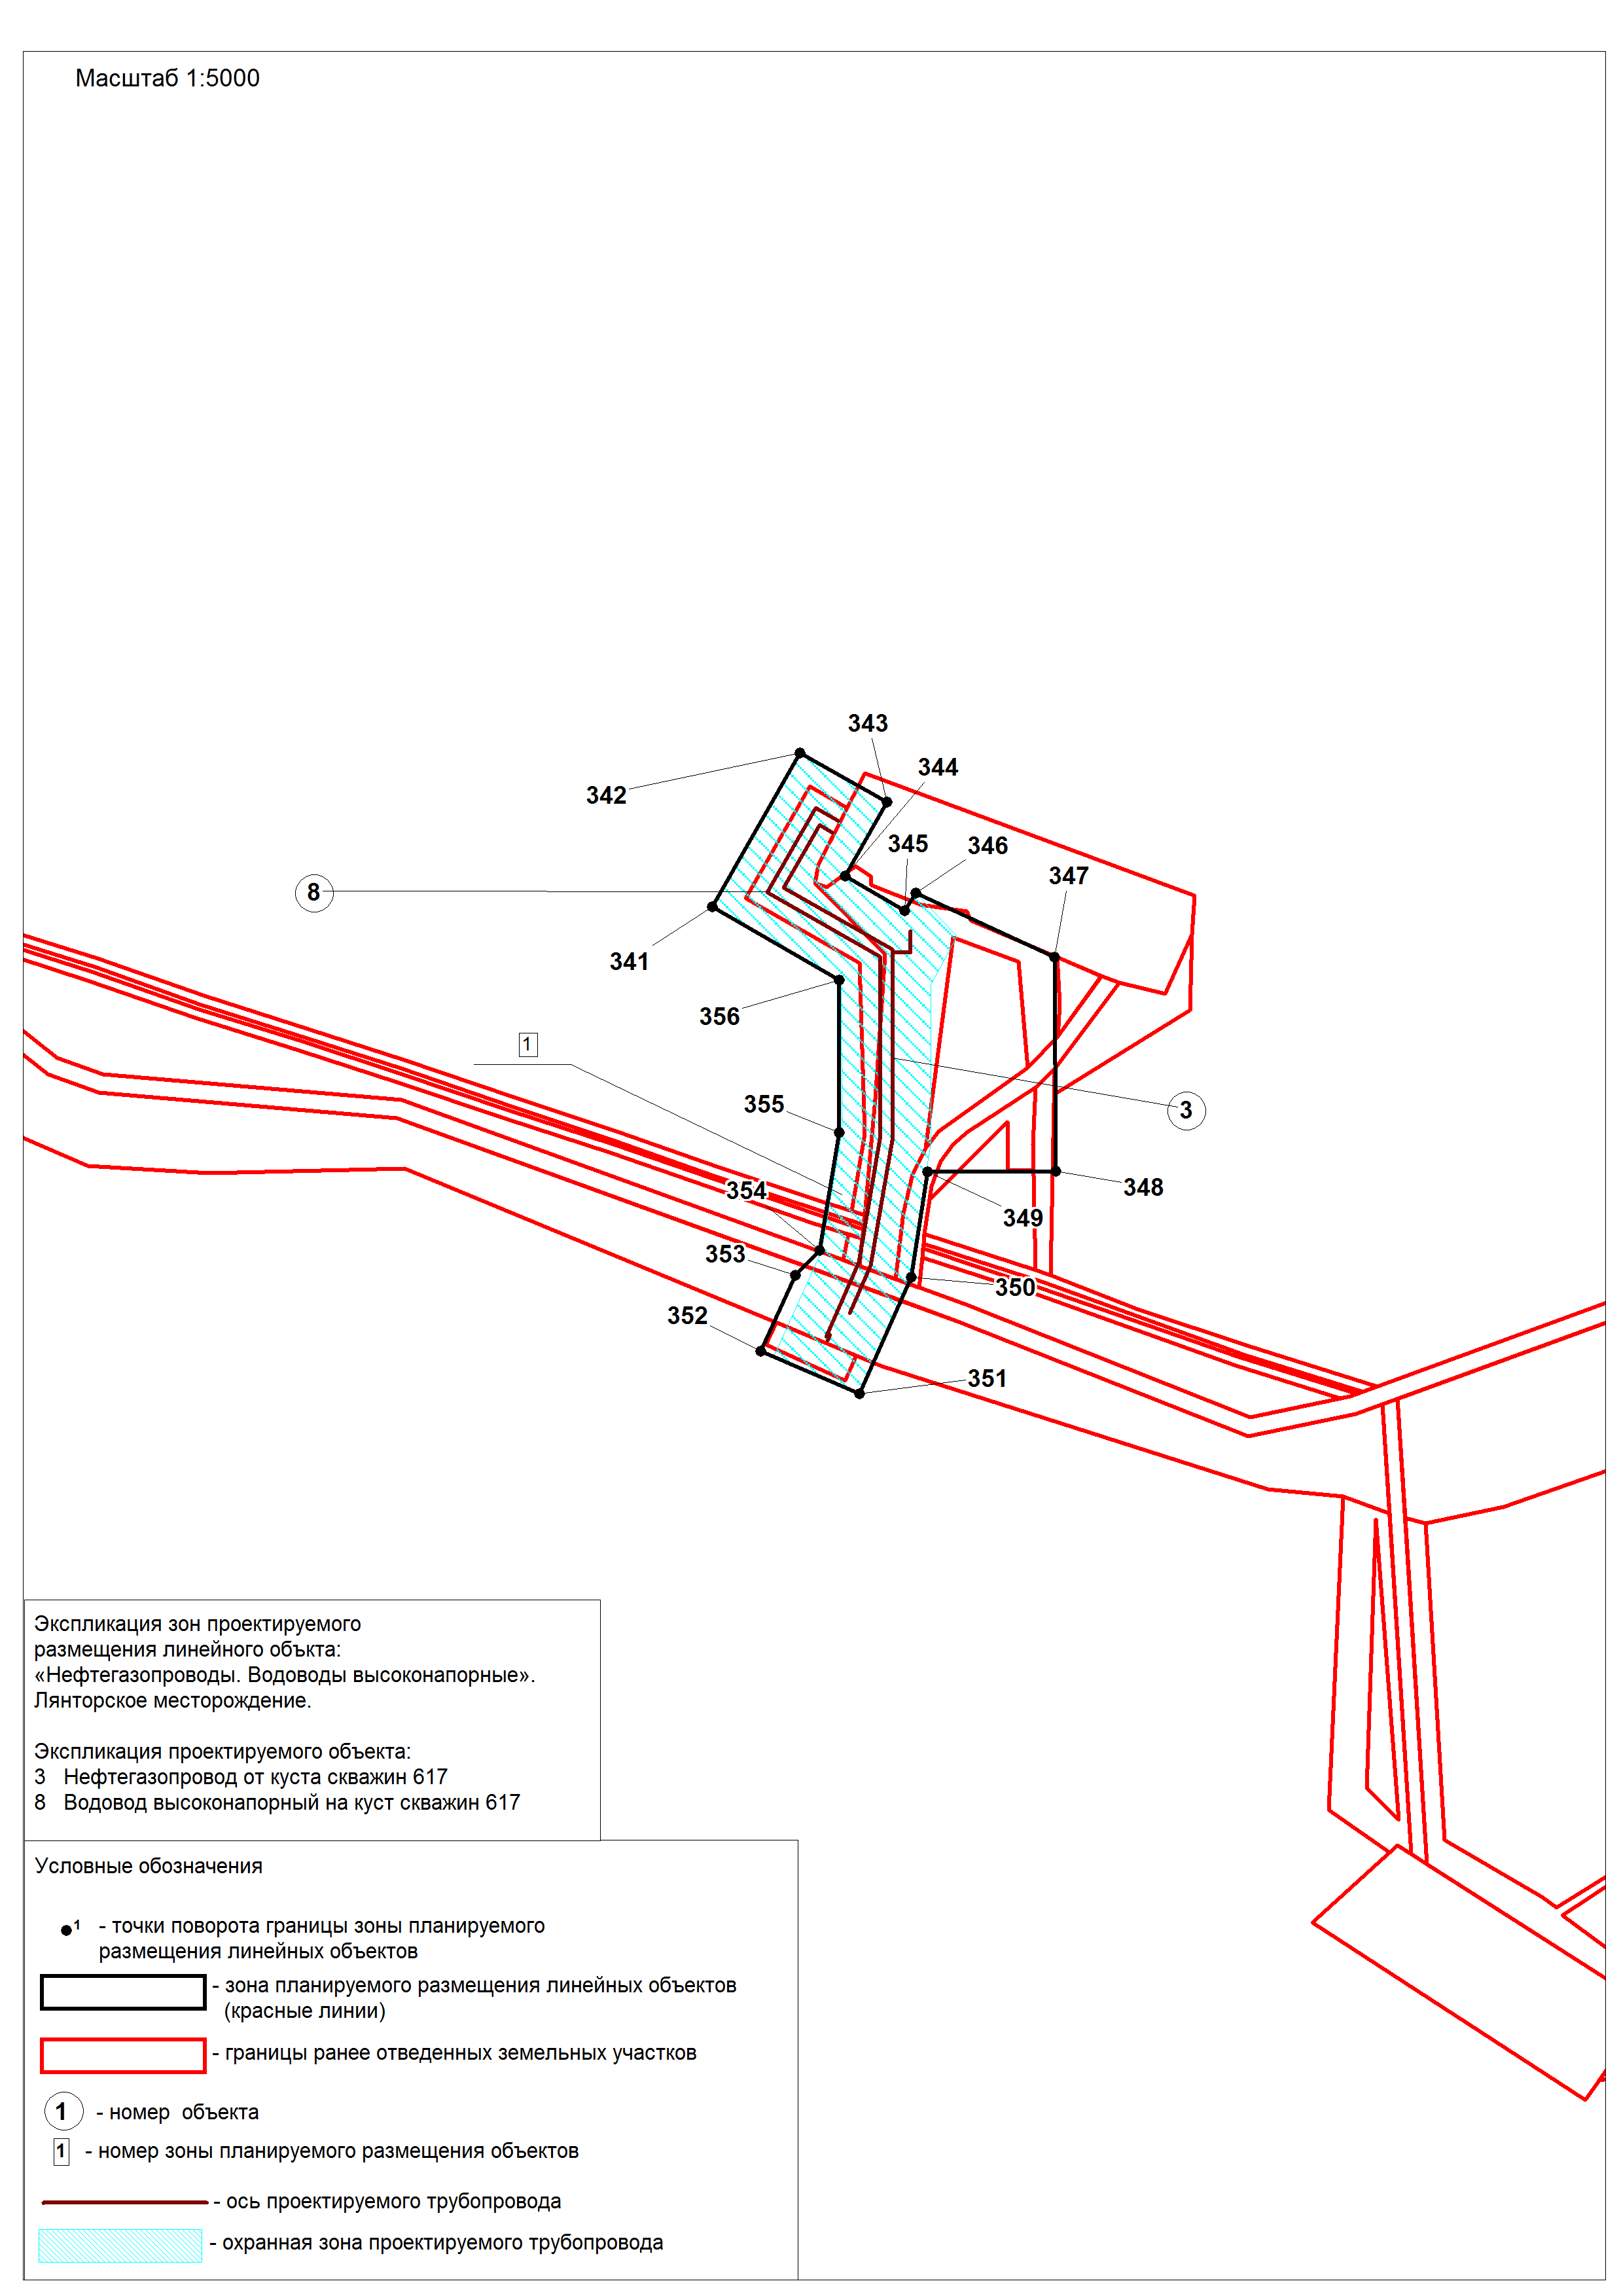 Масштаб 1:5000
343
344
342
345
346
347
8
341
356
1
355
3
354
348
349
353
350
352
351
Экспликация зон проектируемого
размещения линейного объкта:
«Нефтегазопроводы. Водоводы высоконапорные».
Лянторское месторождение.
Экспликация проектируемого объекта:
3 Нефтегазопровод от куста скважин 617
8 Водовод высоконапорный на куст скважин 617
Условные обозначения
1 - точки поворота границы зоны планируемого
размещения линейных объектов
- зона планируемого размещения линейных объектов
(красные линии)
- границы ранее отведенных земельных участков
1 - номер объекта
1 - номер зоны планируемого размещения объектов
- ось проектируемого трубопровода
- охранная зона проектируемого трубопровода